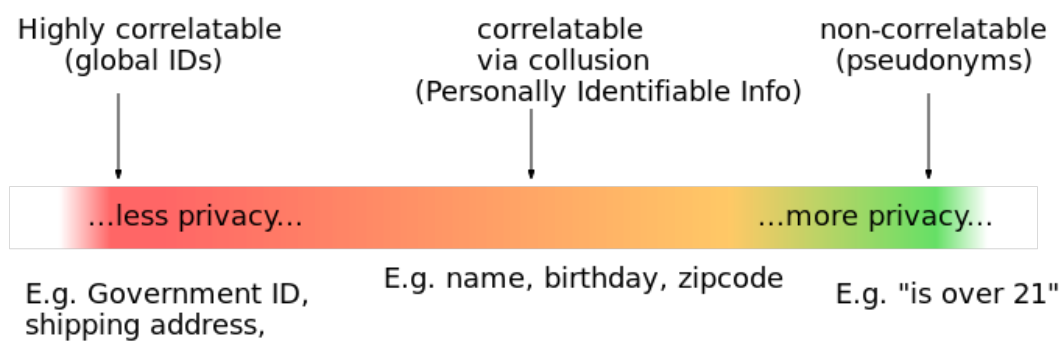 Highly correlatable
(global IDs)
correlatable
via collusion
(Personally Identifiable Info)
non-correlatable
(pseudonyms)
...less privacy...
...more privacy...
E.g. Government ID,
shipping address,
E.g. name, birthday, zipcode
E.g. "is over 21"